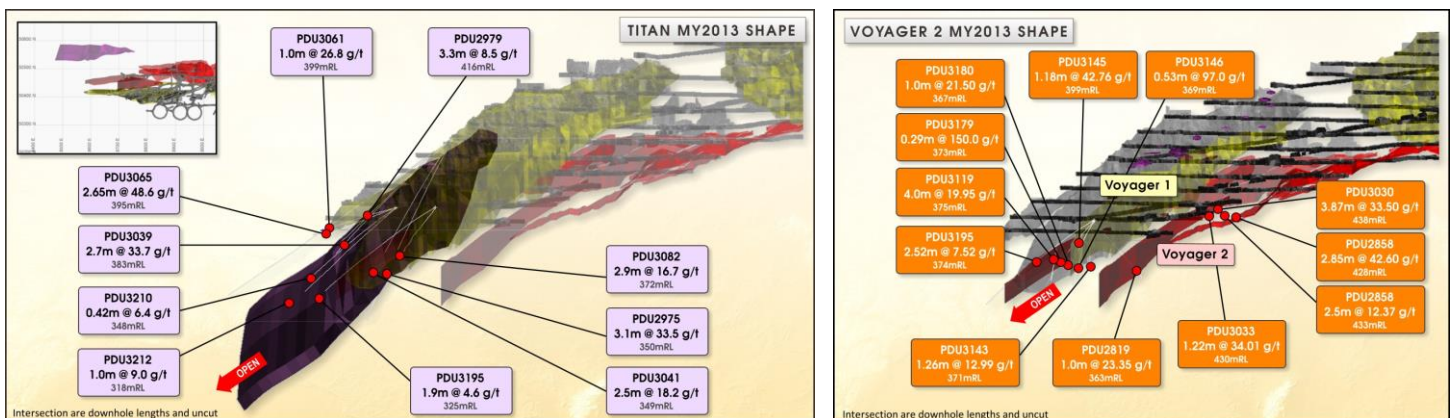 TITAN MY2013 SHAPE
PDU3061
1.0m @ 26.8 g/t
399mRL
PDU2979
3.3m @ 8.5 g/t
416mRL
PDU3065
2.65m @ 48.6 g/t
395mRL
PDU3039
2.7m @ 33.7 g/t
383mRL
PDU3210
0.42m @ 6.4 g/t
348mRL
PDU3212
1.0m @ 9.0 g/t
318mRL
PDU3082
2.9m @ 16.7 g/t
372mRL
PDU2975
3.1m @ 33.5 g/t
350mRL
PDU3195
1.9m @ 4.6 g/t
325mRL
PDU3041
2.5m @ 18.2 g/t
349mRL
OPEN
Intersection are downhole lengths and uncut
VOYAGER 2 MY2013 SHAPE
PDU3180
1.0m @ 21.50 g/t
367mRL
PDU3145
1.18m @ 42.76 g/t
399mRL
PDU3146
0.53m @ 97.0 g/t
369mRL
PDU3179
0.29m @ 150.0 g/t
373mRL
PDU3119
4.0m @ 19.95 g/t
375mRL
PDU3195
2.52m @ 7.52 g/t
374mRL
Voyager 1
Voyager 2
PDU3030
3.87m @ 33.50 g/t
438mRL
PDU2858
2.85m @ 42.60 g/t
428mRL
PDU2858
2.5m @ 12.37 g/t
433mRL
OPEN
PDU3143
1.26m @ 12.99 g/t
371mRL
PDU2819
1.0m @ 23.35 g/t
363mRL
PDU3033
1.22m @ 34.01 g/t
430mRL
Intersection are downhole lengths and uncut